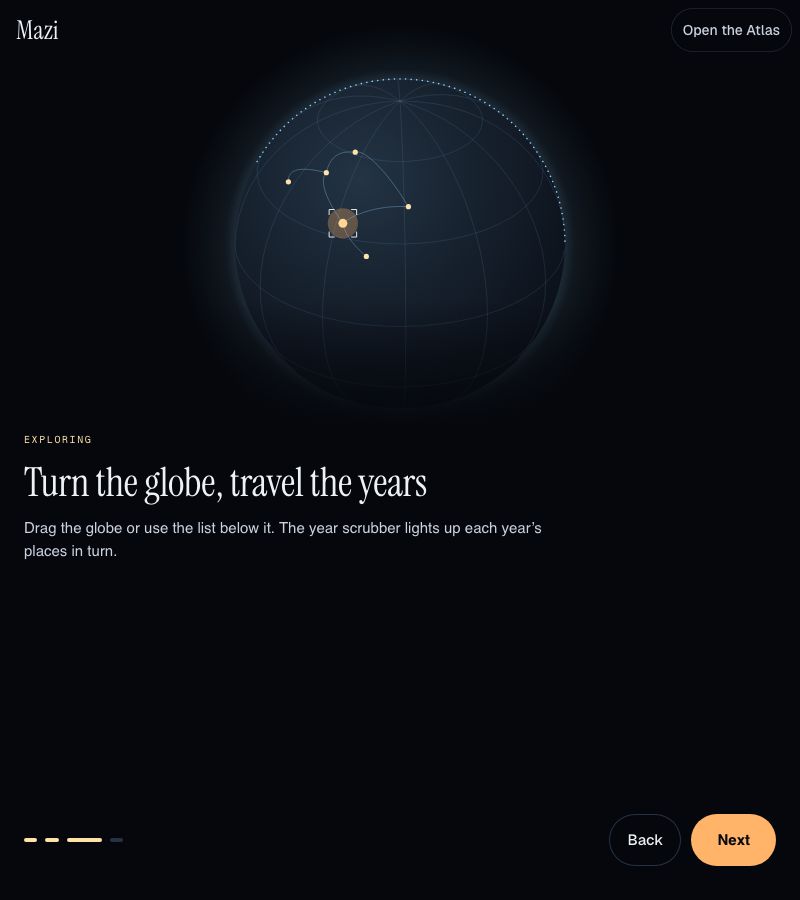 Mazi
Open the Atlas
EXPLORING
Turn the globe, travel the years
Drag the globe or use the list below it. The year scrubber lights up each year’s
places in turn.
Back
Next